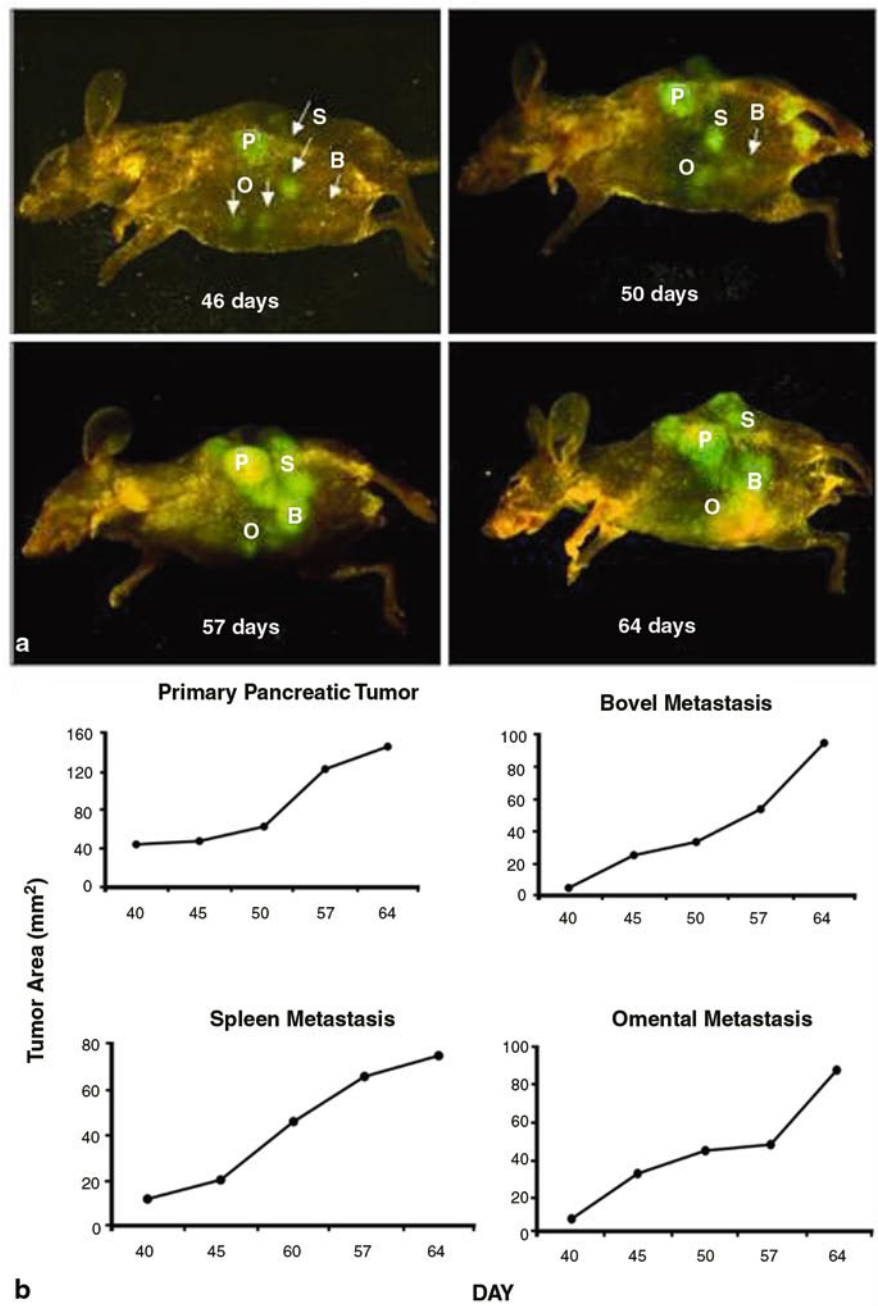 P
S
B
O
46 days
P
S
B
O
50 days
P
S
B
O
57 days
P
S
B
O
64 days
a
Primary Pancreatic Tumor
160
120
80
40
0
40 45 50 57 64
Bovel Metastasis
100
80
60
40
20
0
40 45 50 57 64
Tumor Area (mm²)
Spleen Metastasis
80
60
40
20
0
40 45 60 57 64
Omental Metastasis
100
80
60
40
20
0
40 45 50 57 64
b
DAY